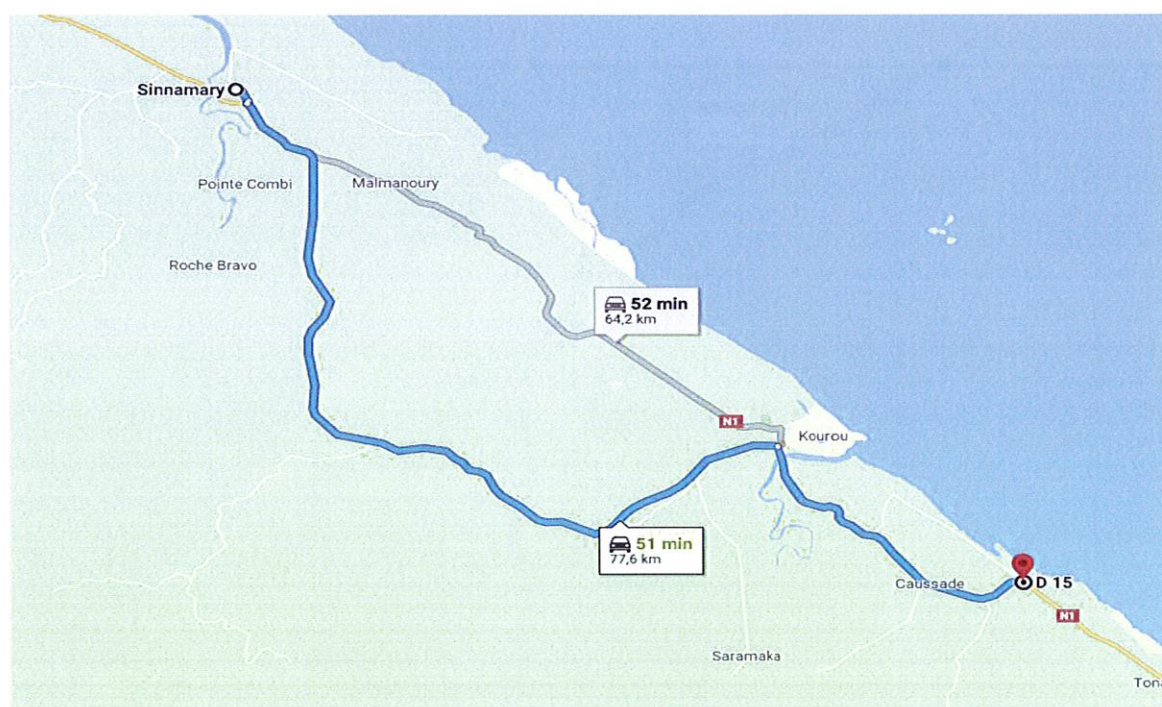 Sinnamary
Pointe Combi
Malmanoury
Roche Bravo
52 min
64,2 km
N1
Kourou
51 min
77,6 km
Caussade
D 15
N1
Saramaka
Ton